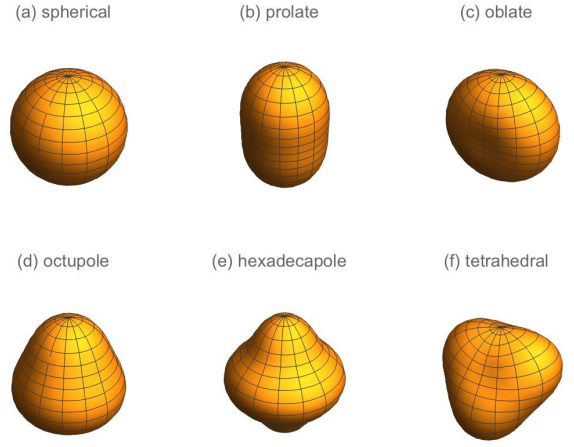 (a) spherical
(b) prolate
(c) oblate
(d) octupole
(e) hexadecapole
(f) tetrahedral